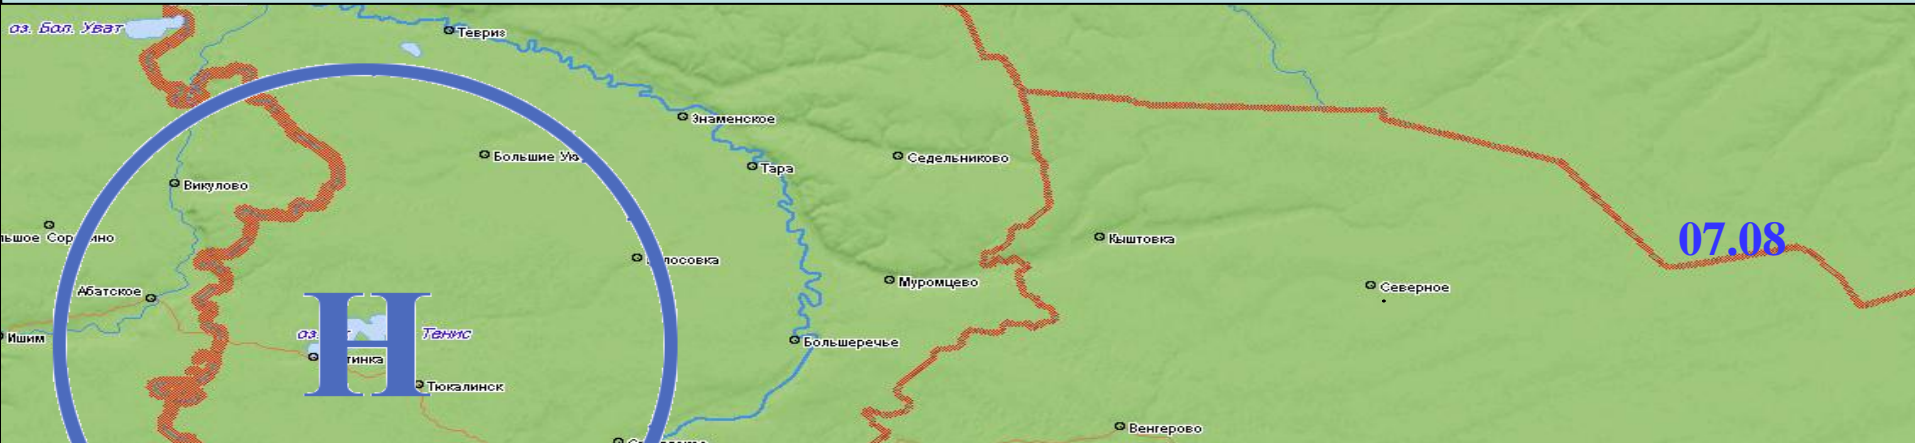 оз. Бол. Уват
Тевриз
Знаменское
Большие
Тара
Седельниково
Викулово
07.08
Кыштовка
Абатское
Муромцево
Северное
Н
оз.
Тенис
Ишим
Большеречье
Тюкалинск
Венгерово